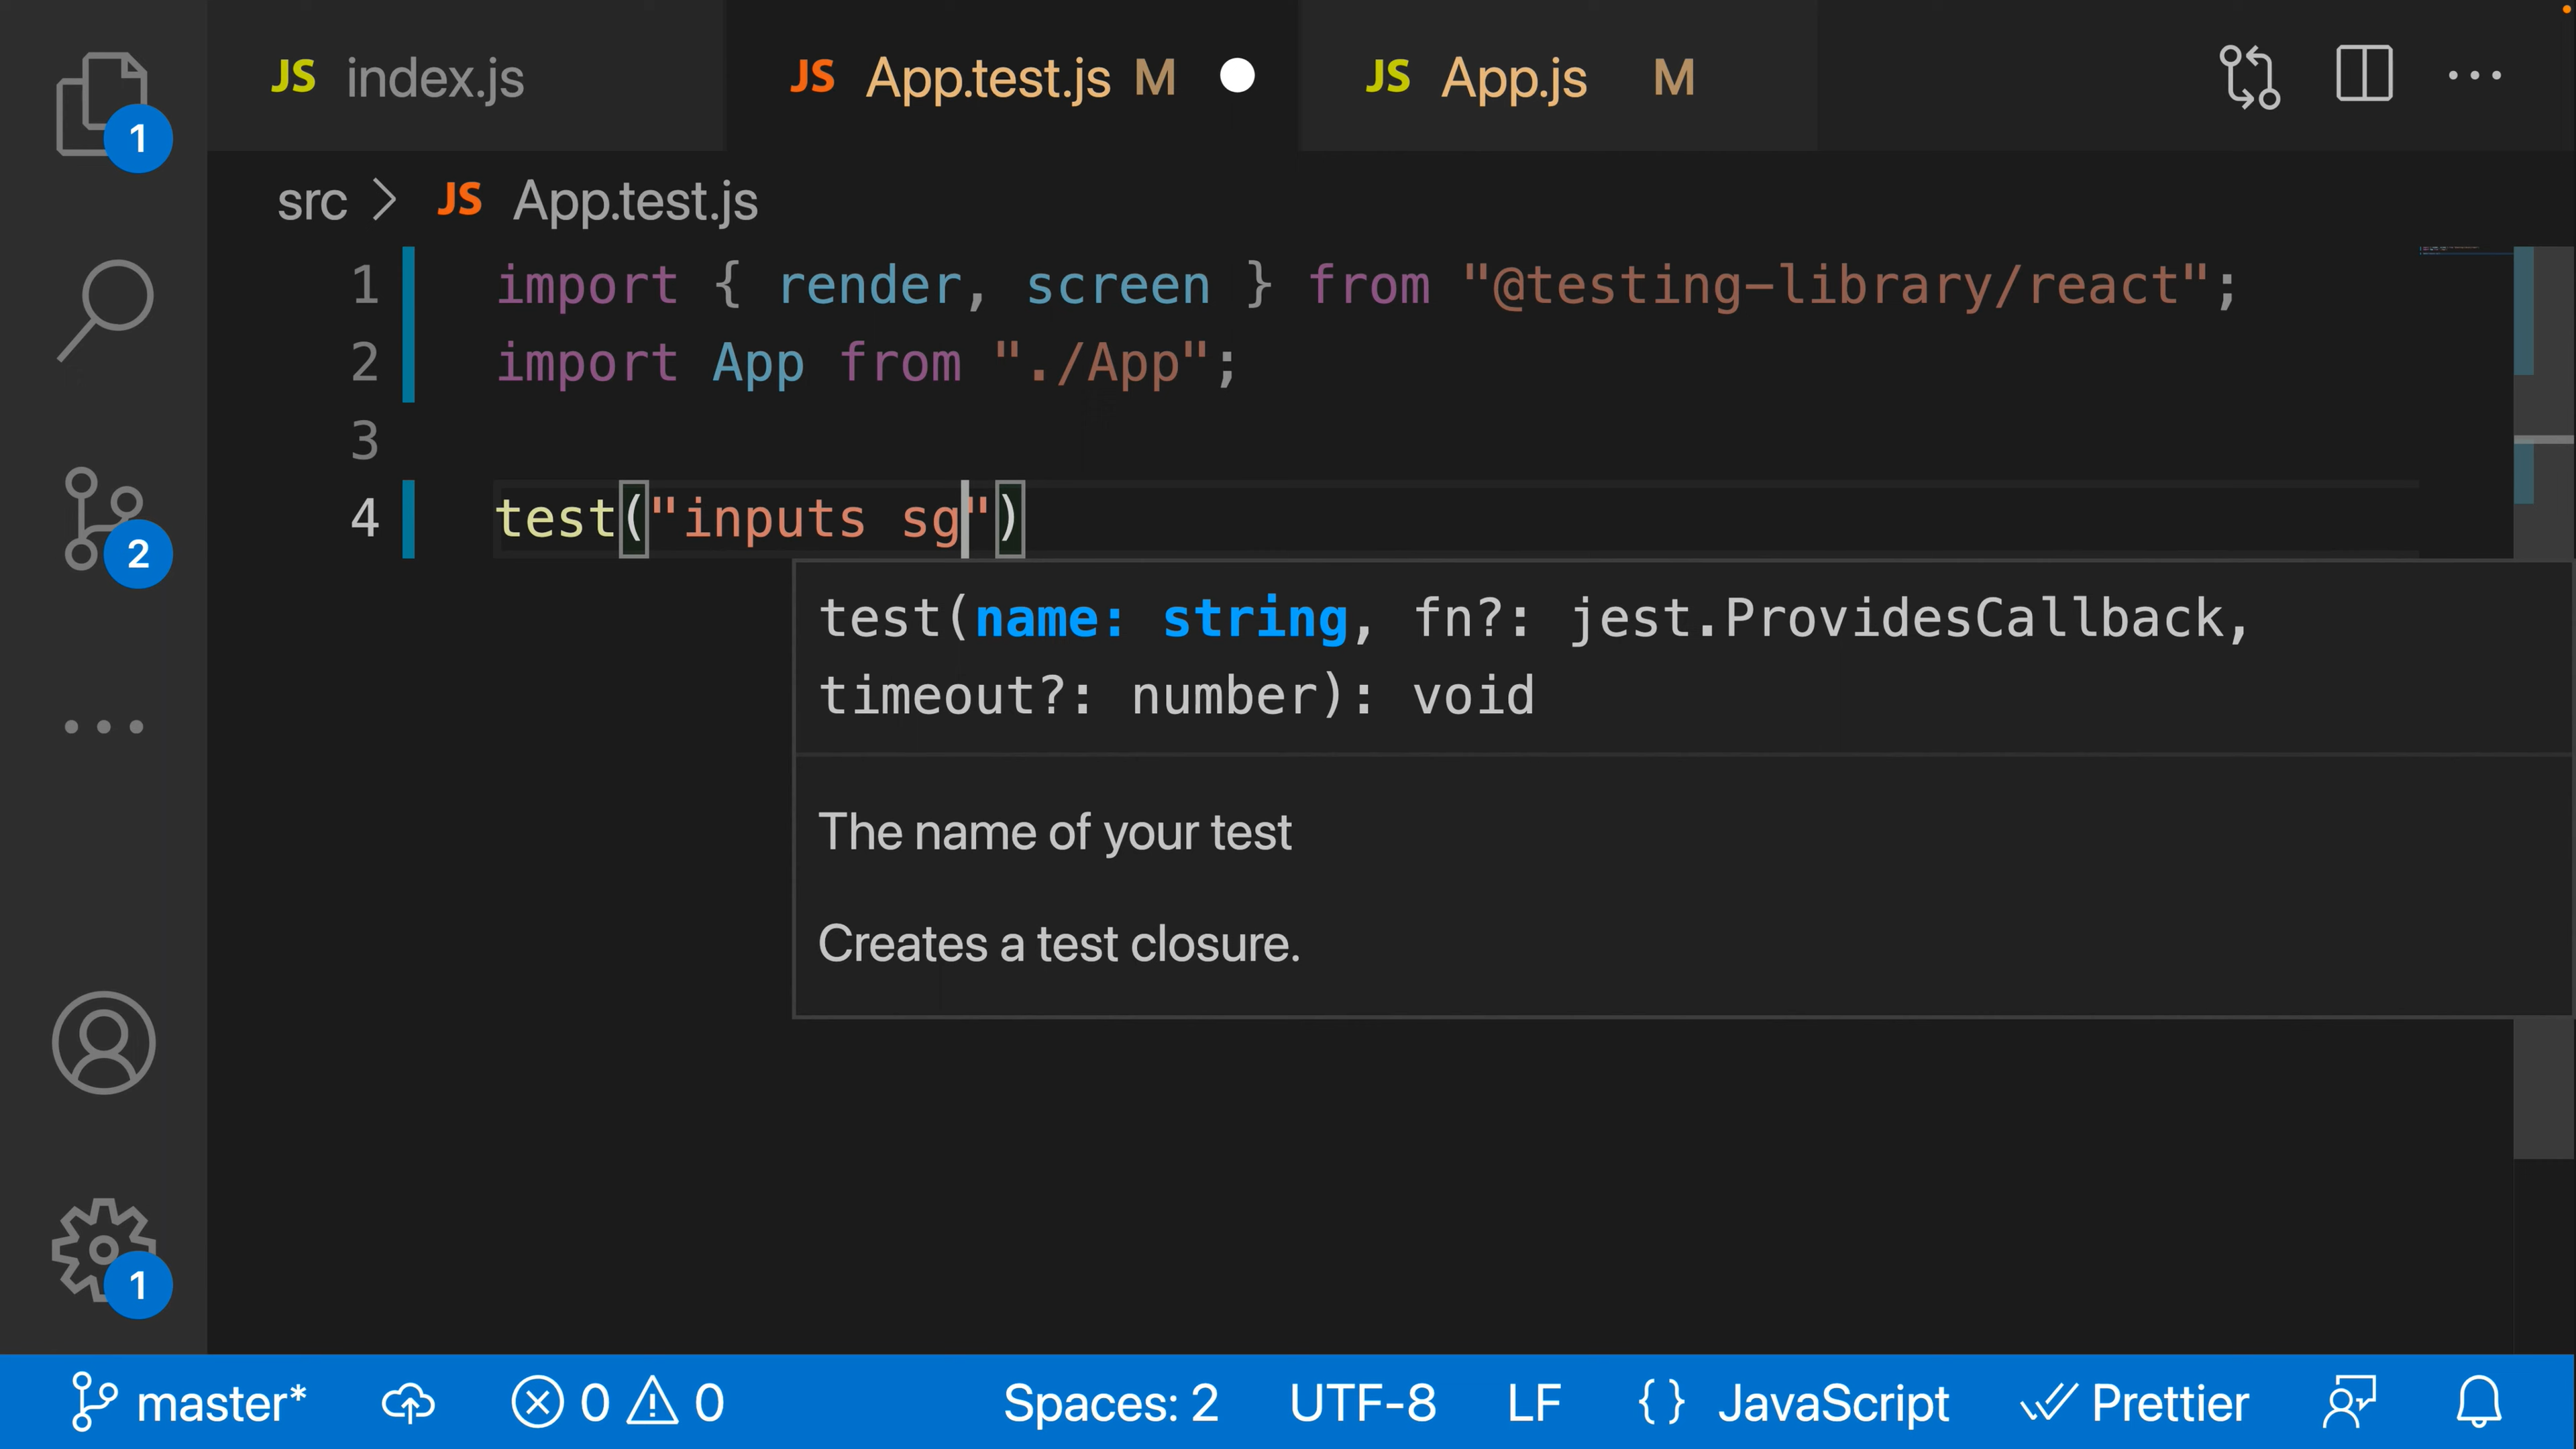 JS index.js JS App.test.js M JS App.js M
1
src > JS App.test.js
1 import { render, screen } from "@testing-library/react";
2 import App from "./App";
3
4 test("inputs sg")
2
test(name: string, fn?: jest.ProvidesCallback,
timeout?: number): void
The name of your test
Creates a test closure.
1
master* 0 0 Spaces: 2 UTF-8 LF {} JavaScript Prettier